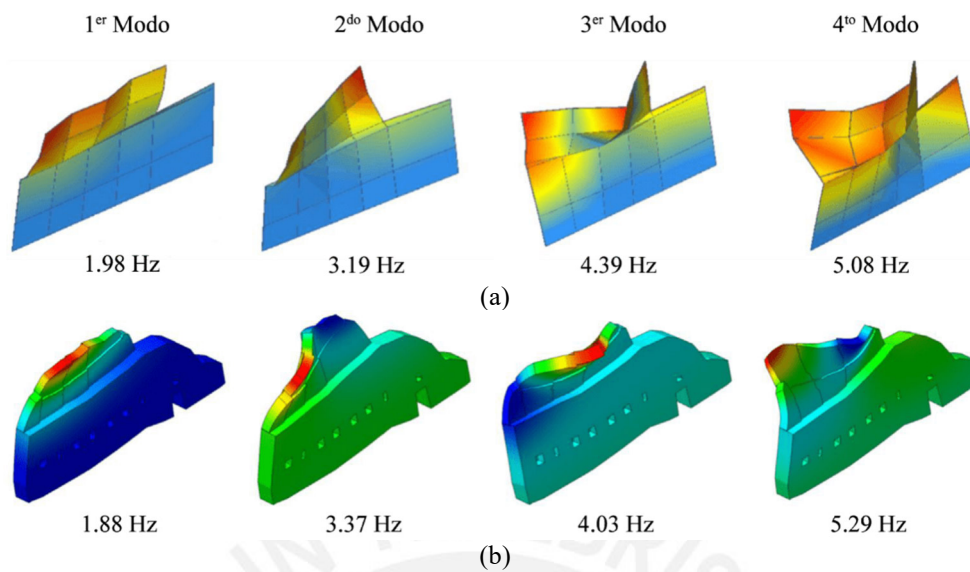 1er Modo 2do Modo 3er Modo 4to Modo
1.98 Hz 3.19 Hz 4.39 Hz 5.08 Hz
(a)
1.88 Hz 3.37 Hz 4.03 Hz 5.29 Hz
(b)